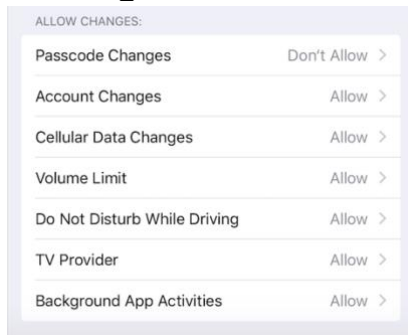 ALLOW CHANGES:
Passcode Changes Don't Allow >
Account Changes Allow >
Cellular Data Changes Allow >
Volume Limit Allow >
Do Not Disturb While Driving Allow >
TV Provider Allow >
Background App Activities Allow >